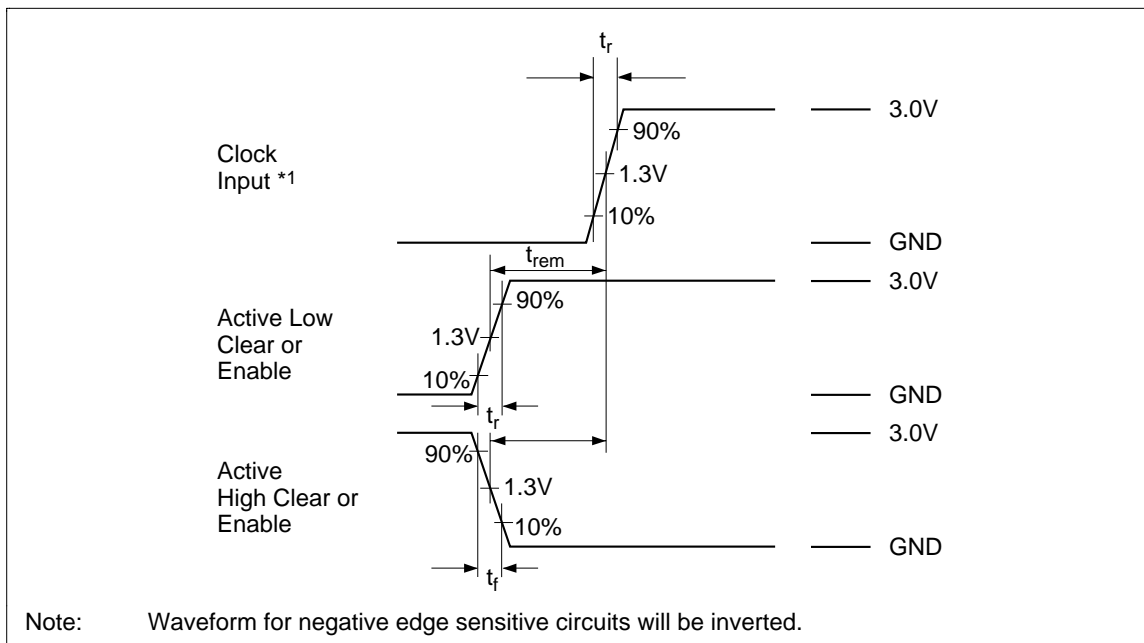 tr
90%
3.0V
Clock
Input *1
1.3V
10%
GND
trem
3.0V
90%
Active Low
Clear or
Enable
1.3V
10%
GND
tr
3.0V
90%
Active
High Clear or
Enable
1.3V
10%
GND
tf
Note: Waveform for negative edge sensitive circuits will be inverted.